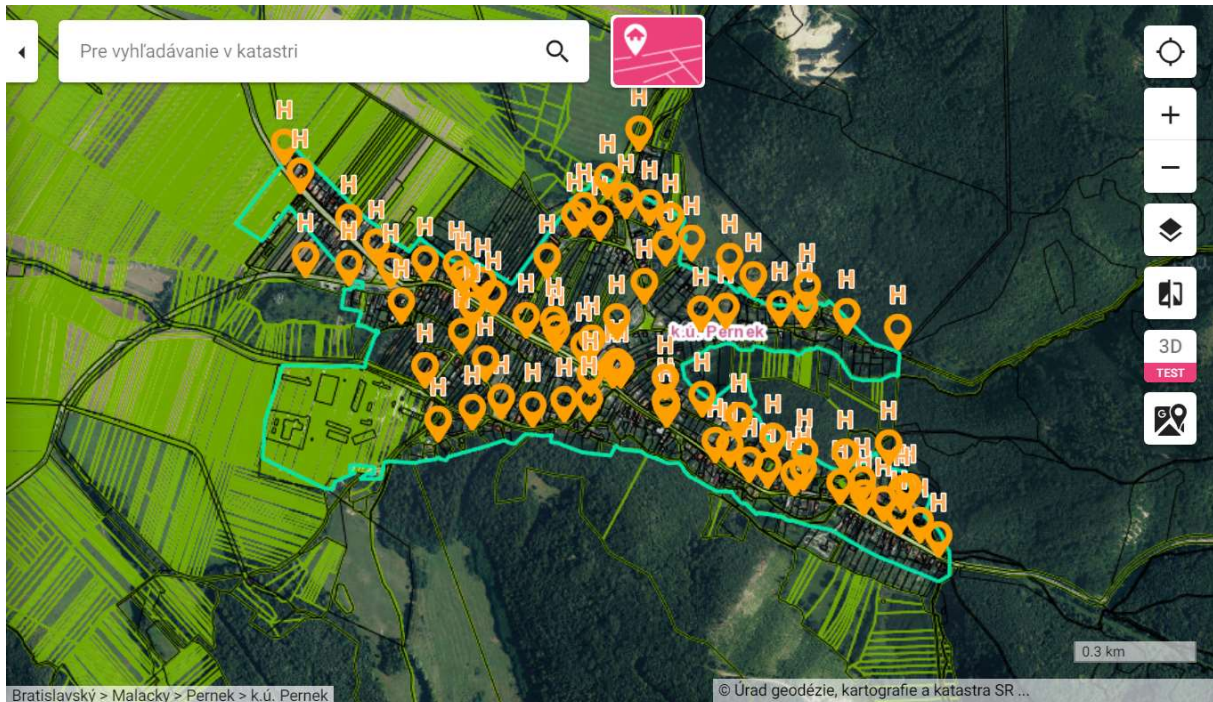 Pre vyhľadávanie v katastri
k.ú. Pernek
3D
TEST
G
0.3 km
Bratislavský > Malacky > Pernek > k.ú. Pernek
© Úrad geodézie, kartografie a katastra SR ...